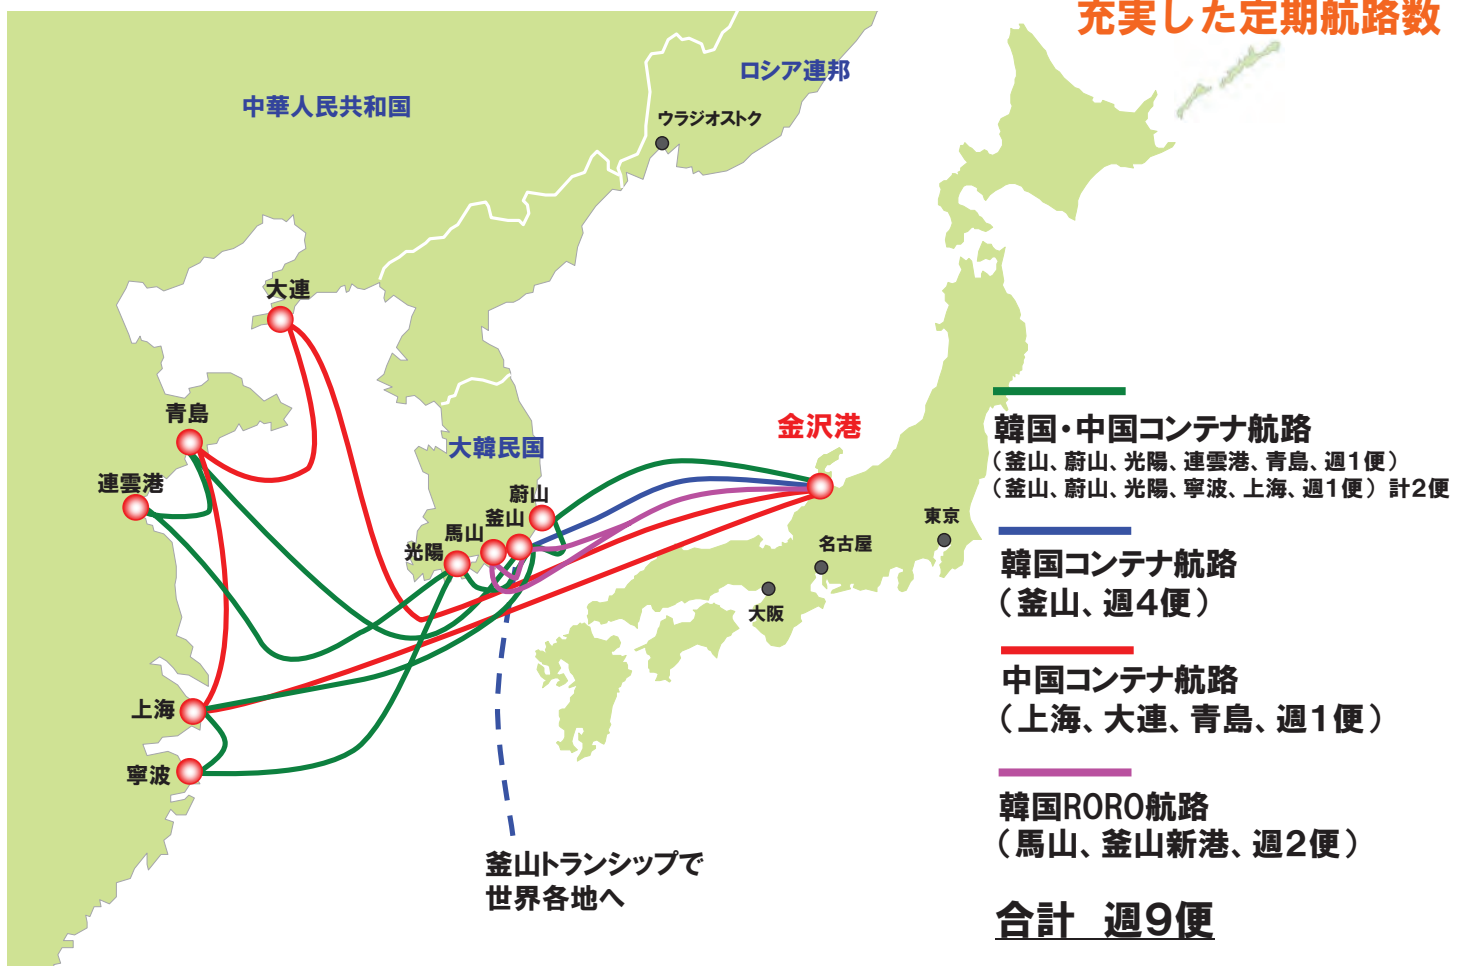 充実した定期航路数
ロシア連邦
中華人民共和国
ウラジオストク
大連
青島
金沢港
大韓民国
連雲港
蔚山
釜山
馬山
光陽
東京
名古屋
大阪
上海
寧波
釜山トランシップで
世界各地へ
韓国・中国コンテナ航路
（釜山、蔚山、光陽、連雲港、青島、週1便）
（釜山、蔚山、光陽、寧波、上海、週1便）計2便
韓国コンテナ航路
（釜山、週4便）
中国コンテナ航路
（上海、大連、青島、週1便）
韓国RORO航路
（馬山、釜山新港、週2便）
合計　週9便